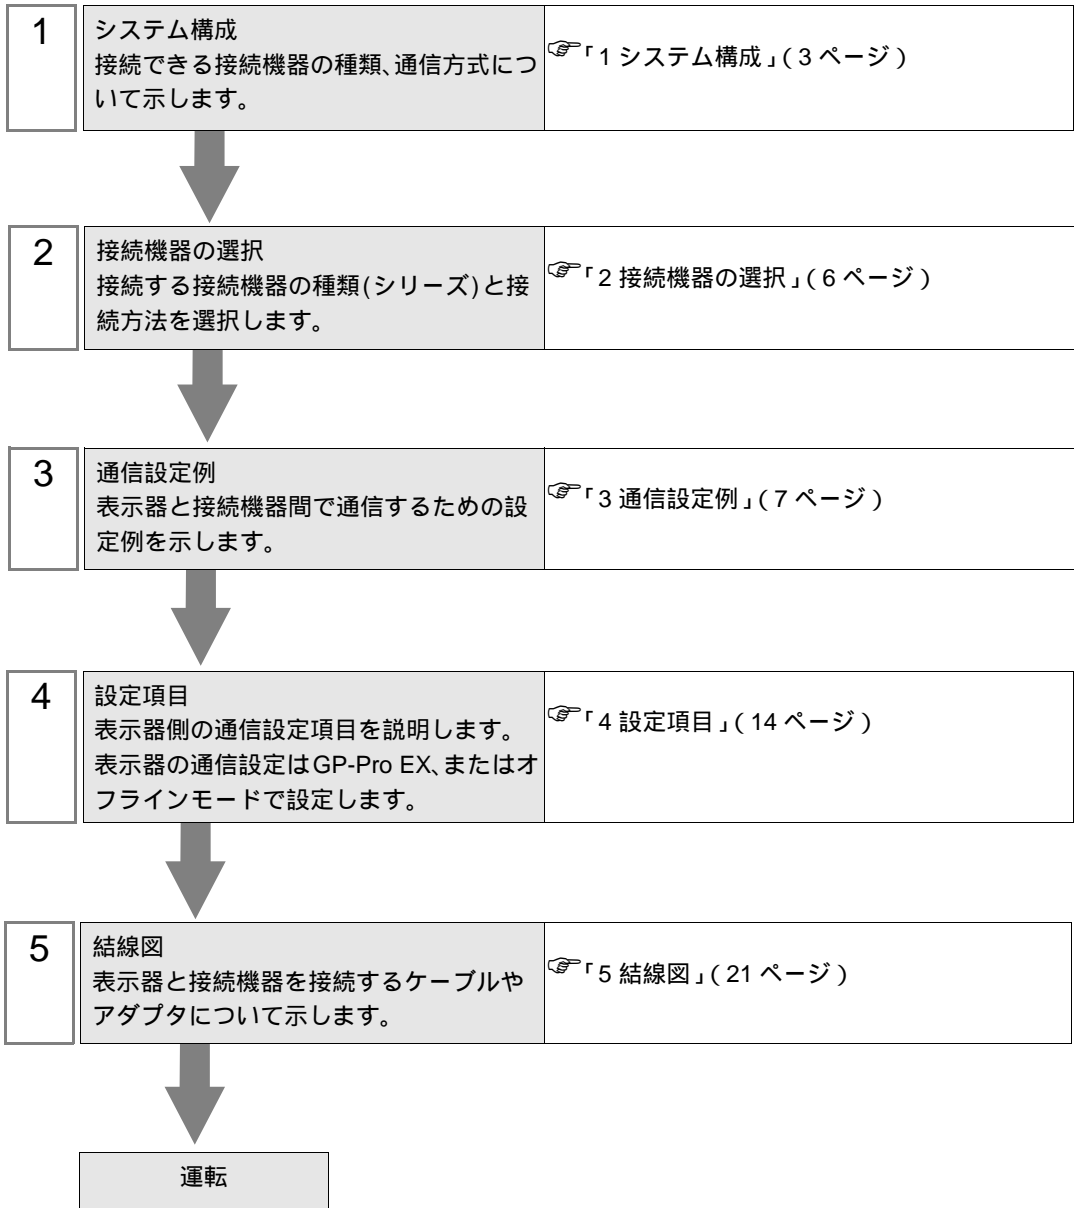 1
システム構成
接続できる接続機器の種類、通信方式につ
いて示します。
☞「1 システム構成」(3 ページ)
2
接続機器の選択
接続する接続機器の種類(シリーズ)と接
続方法を選択します。
☞「2 接続機器の選択」(6 ページ)
3
通信設定例
表示器と接続機器間で通信するための設
定例を示します。
☞「3 通信設定例」(7 ページ)
4
設定項目
表示器側の通信設定項目を説明します。
表示器の通信設定はGP-Pro EX、またはオ
フラインモードで設定します。
☞「4 設定項目」(14 ページ)
5
結線図
表示器と接続機器を接続するケーブルや
アダプタについて示します。
☞「5 結線図」(21 ページ)
運転